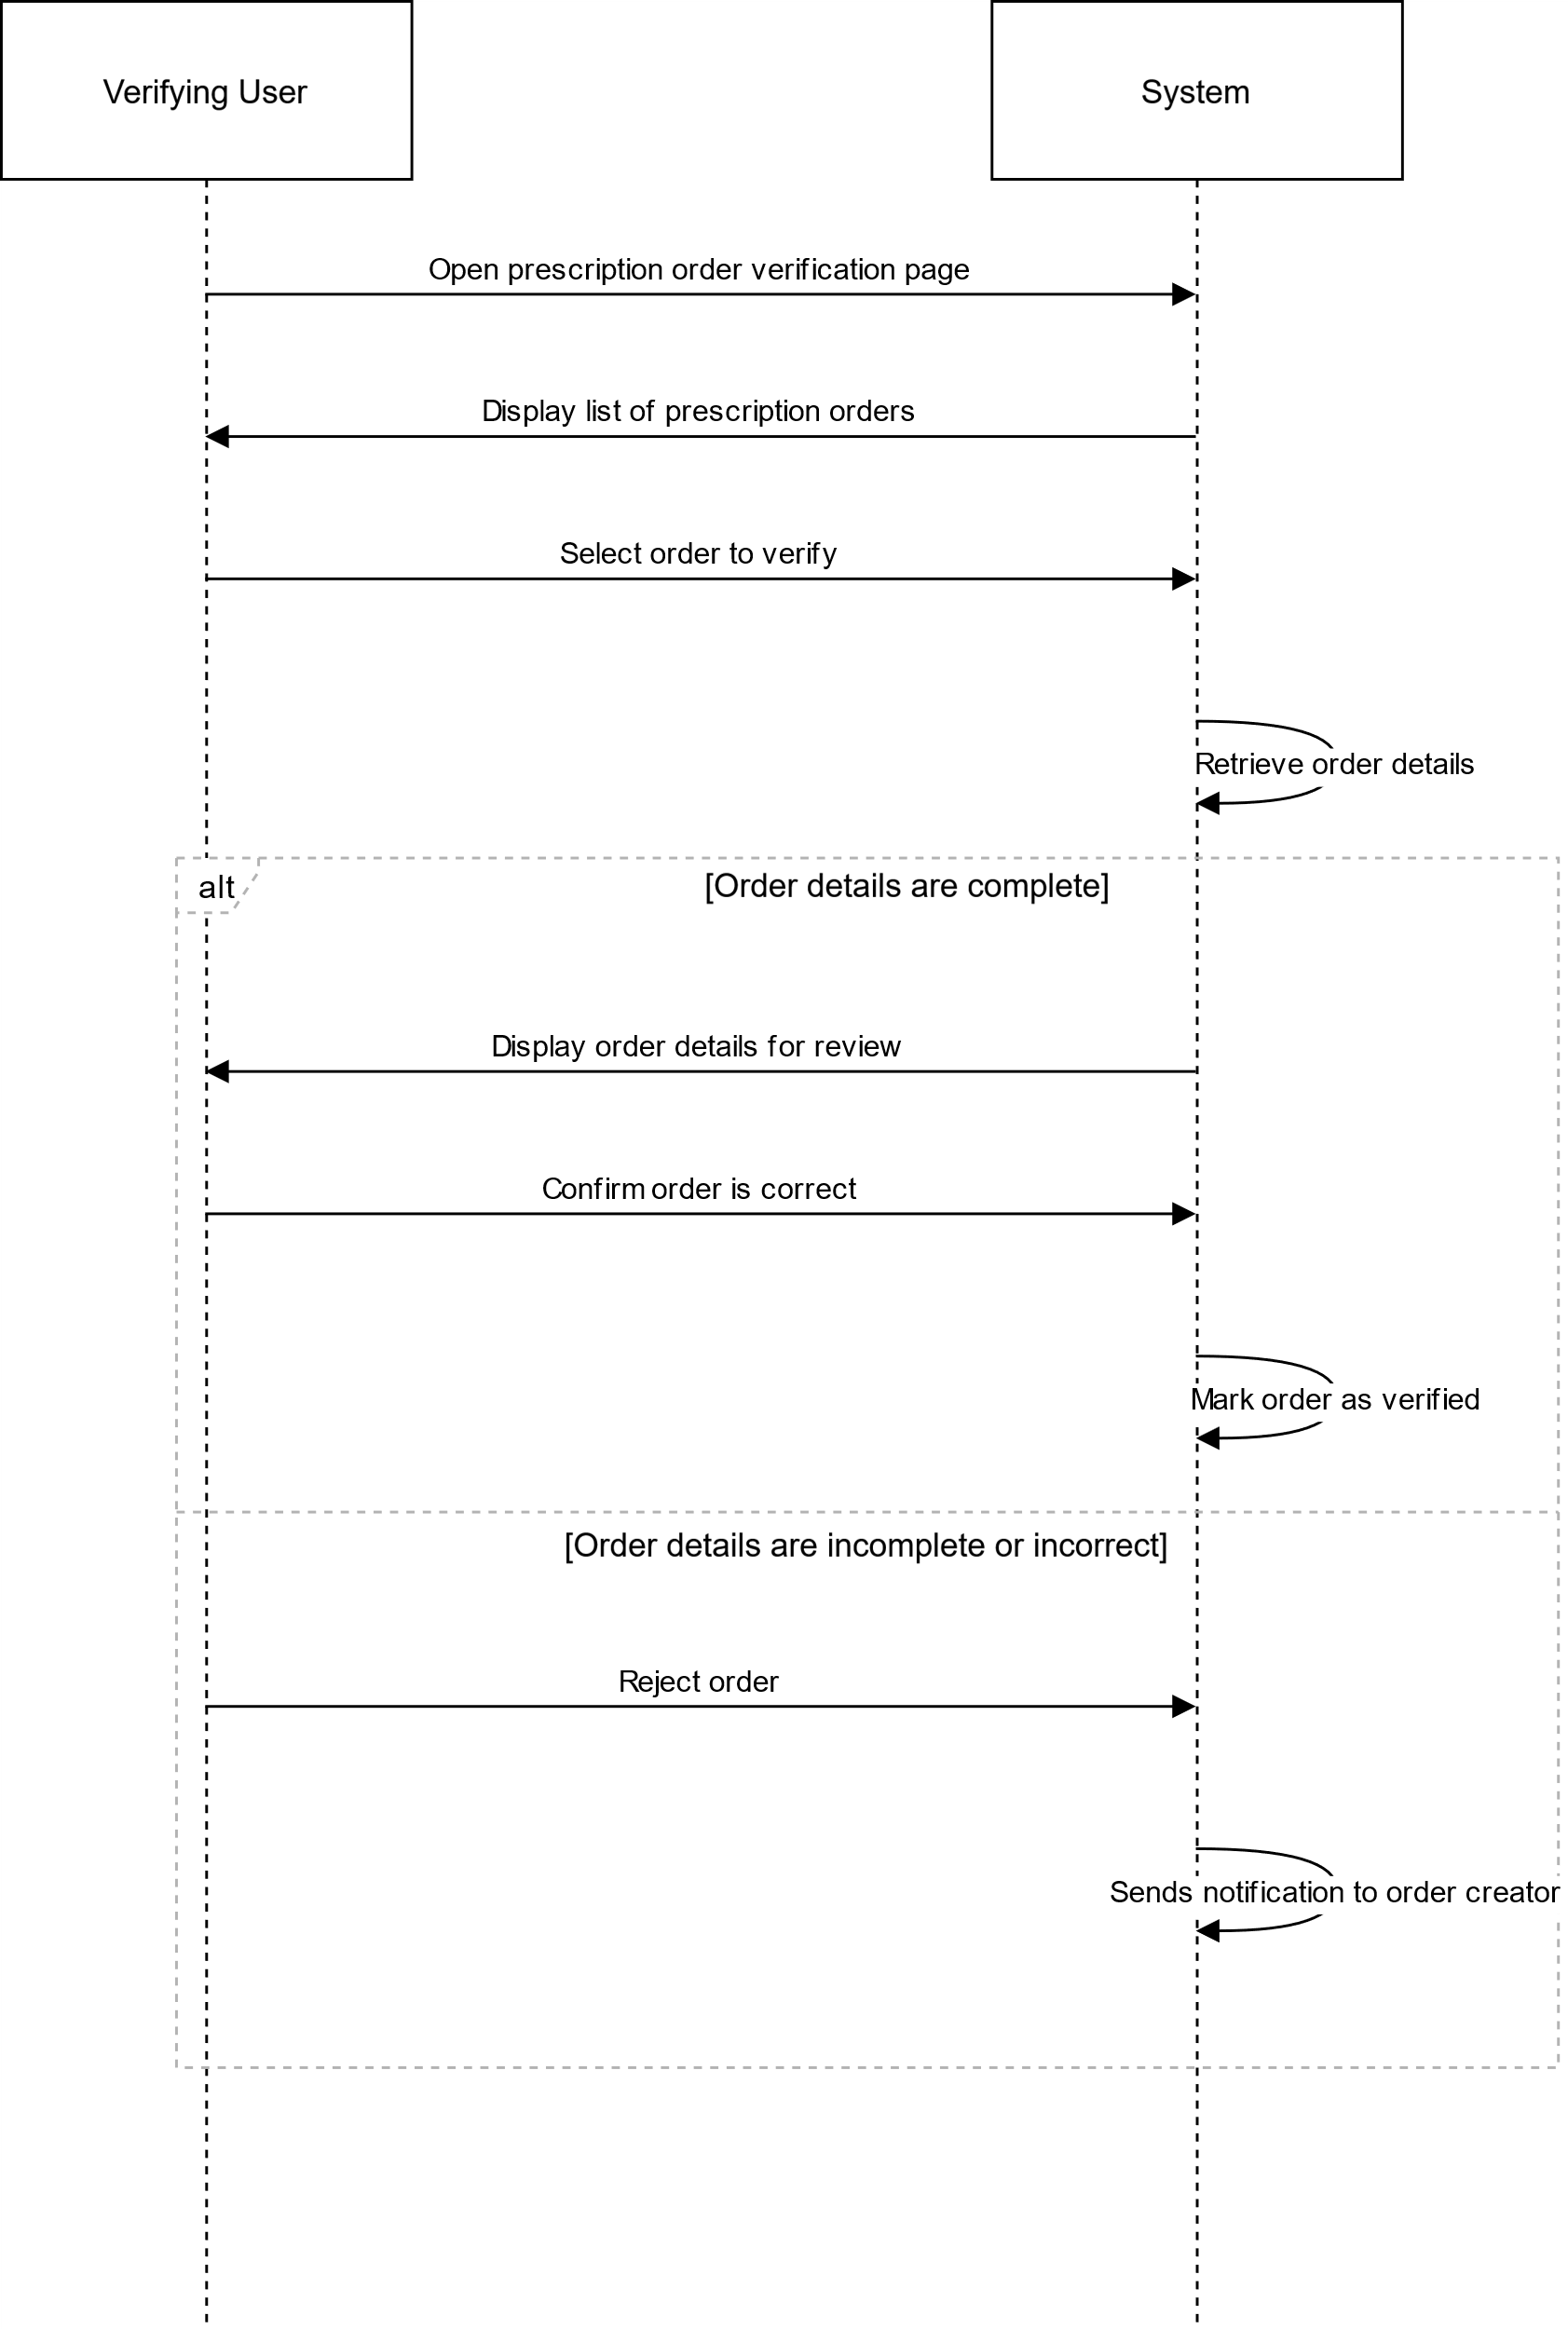 Verifying User
System
Open prescription order verification page
Display list of prescription orders
Select order to verify
Retrieve order details
alt
[Order details are complete]
Display order details for review
Confirm order is correct
Mark order as verified
[Order details are incomplete or incorrect]
Reject order
Sends notification to order creator